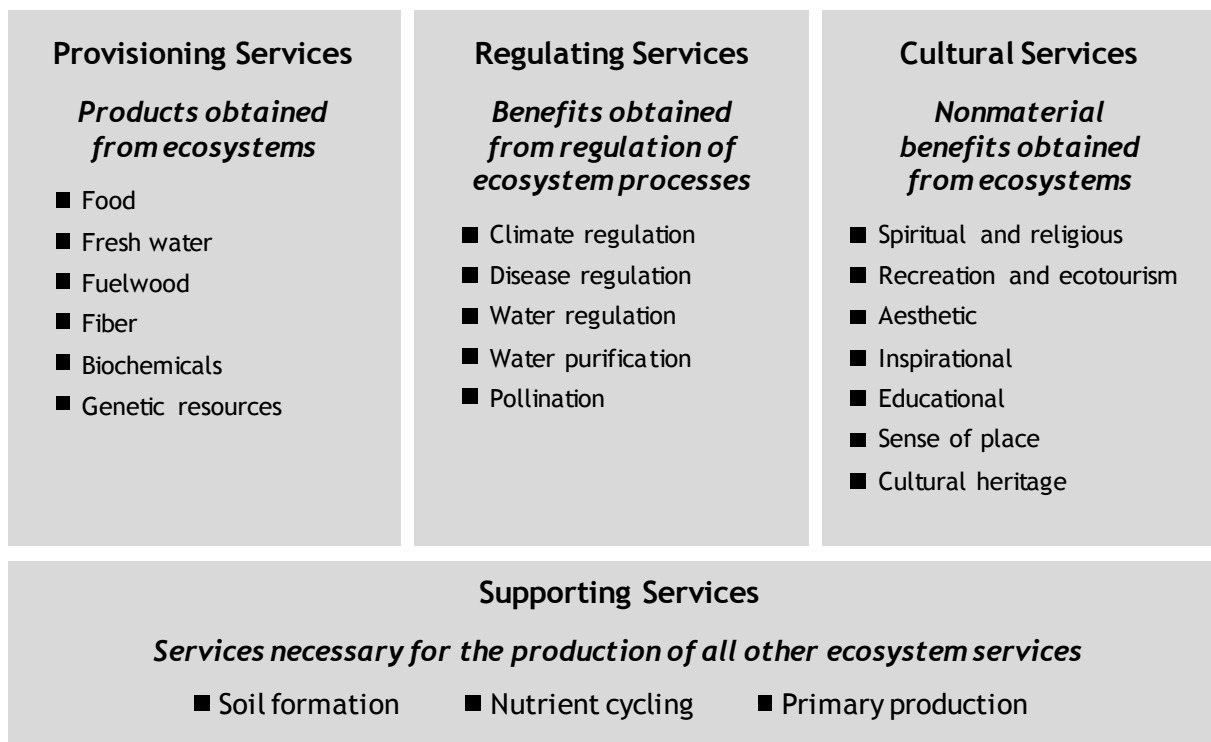 Provisioning Services
Products obtained
from ecosystems
■ Food
■ Fresh water
■ Fuelwood
■ Fiber
■ Biochemicals
■ Genetic resources
Regulating Services
Benefits obtained
from regulation of
ecosystem processes
■ Climate regulation
■ Disease regulation
■ Water regulation
■ Water purification
■ Pollination
Cultural Services
Nonmaterial
benefits obtained
from ecosystems
■ Spiritual and religious
■ Recreation and ecotourism
■ Aesthetic
■ Inspirational
■ Educational
■ Sense of place
■ Cultural heritage
Supporting Services
Services necessary for the production of all other ecosystem services
■ Soil formation ■ Nutrient cycling ■ Primary production